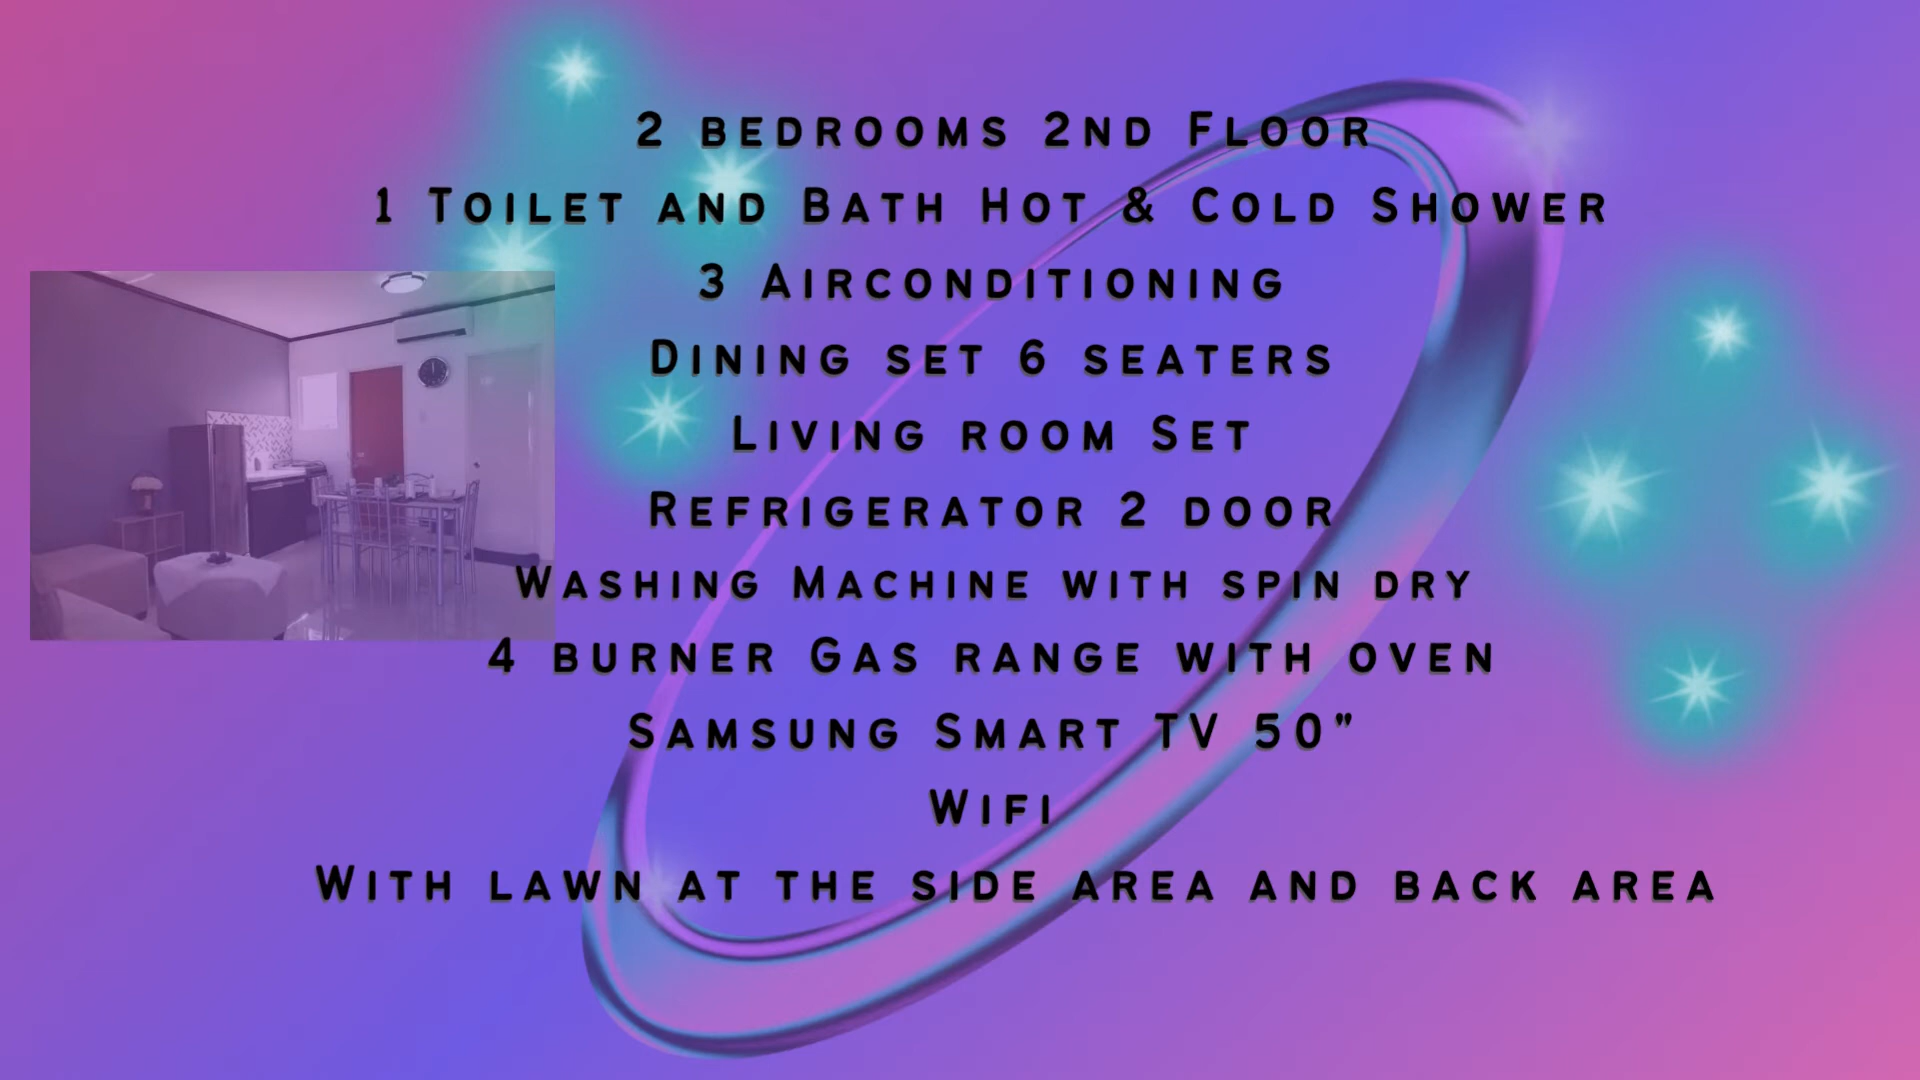 2 bedrooms 2nd Floor
1 Toilet and Bath Hot & Cold Shower
3 Airconditioning
Dining set 6 seaters
Living room Set
Refrigerator 2 door
Washing Machine with spin dry
4 burner Gas range with oven
Samsung Smart TV 50"
Wifi
With lawn at the side area and back area